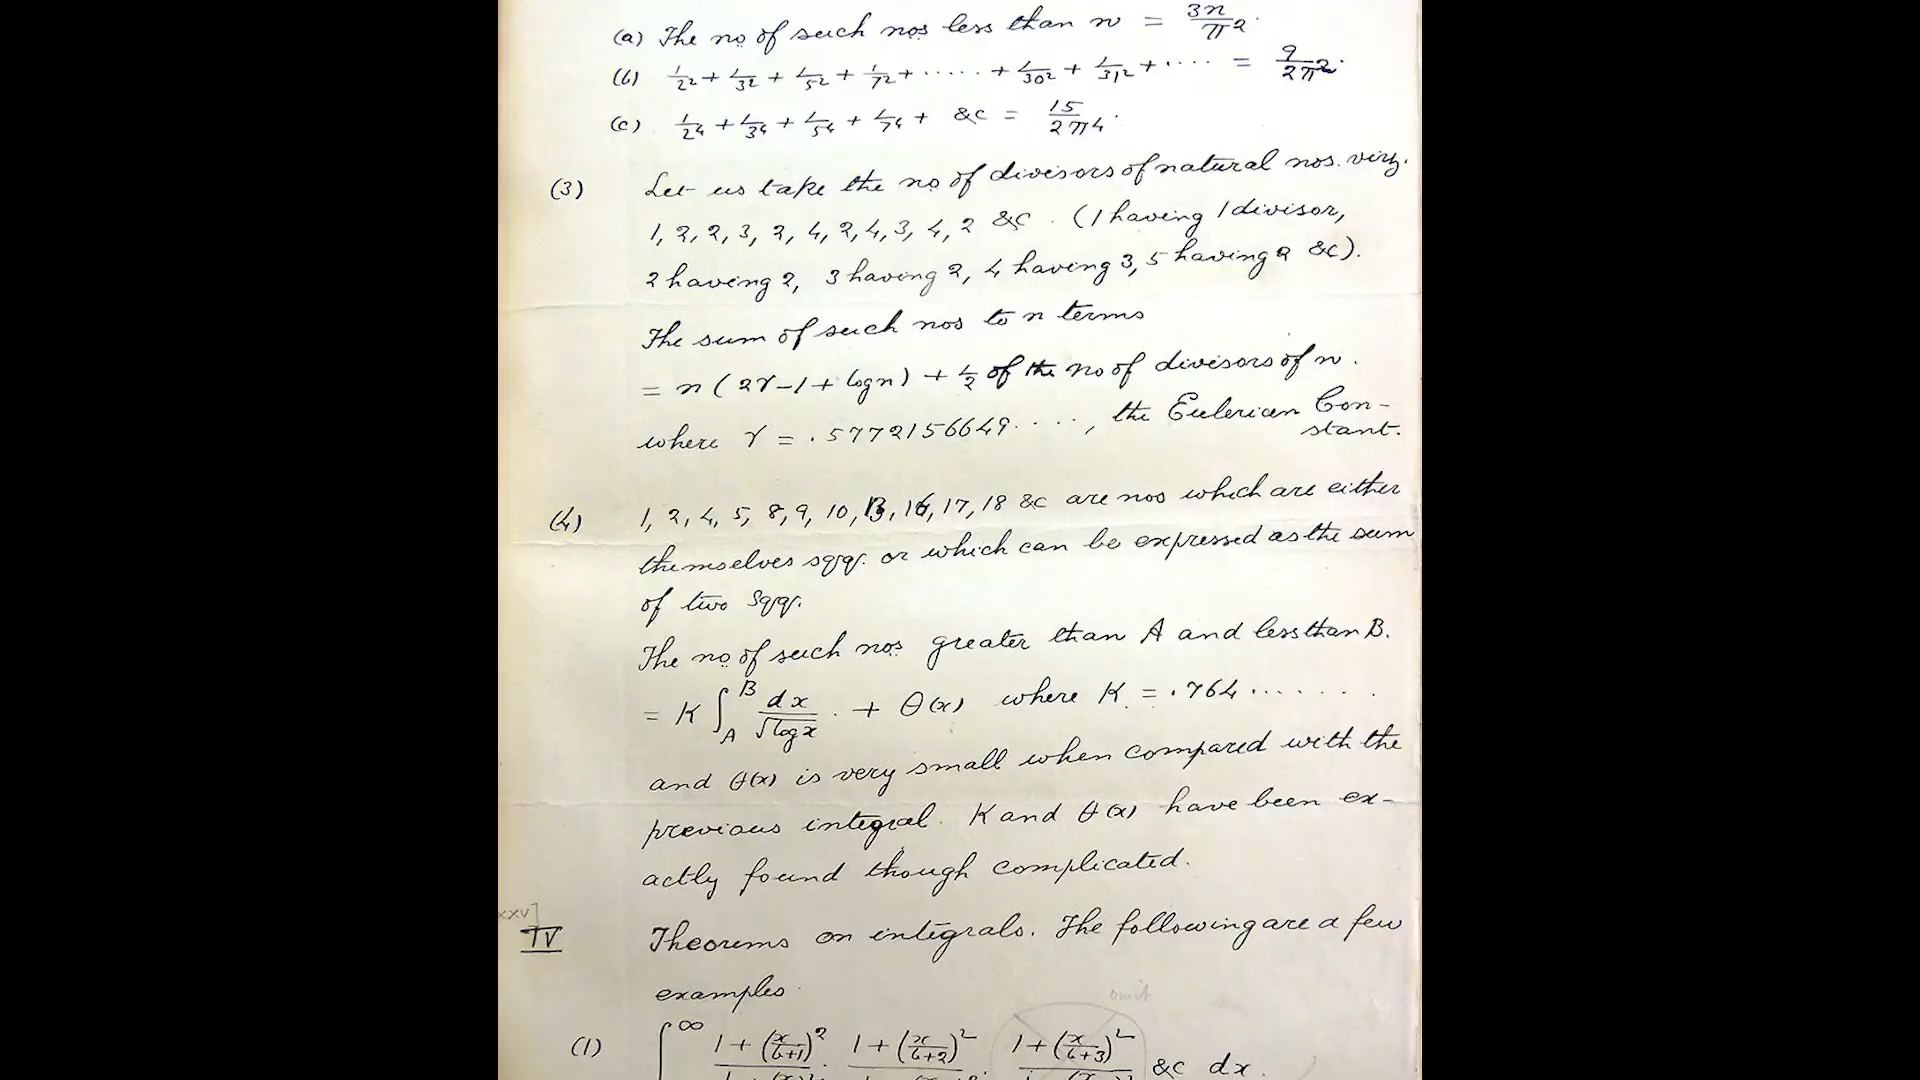 (a) The no of such nos less than n = 3n/π².
(b) 1/2² + 1/3² + 1/5² + 1/7² + ..... + 1/30² + 1/31² + .... = 9/2π².
(c) 1/2⁴ + 1/3⁴ + 1/5⁴ + 1/7⁴ + &c = 15/2π⁴.
(3) Let us take the no of divisors of natural nos. viz.
1, 2, 2, 3, 2, 4, 2, 4, 3, 4, 2 &c. (1 having 1 divisor,
2 having 2, 3 having 2, 4 having 3, 5 having 2 &c).
The sum of such nos to n terms
= n (2γ-1 + log n) + 1/2 of the no of divisors of n.
where γ = .5772156649....., the Eulerian Con-
stant.
(4) 1, 2, 4, 5, 8, 9, 10, 13, 16, 17, 18 &c are nos which are either
themselves sqq. or which can be expressed as the sum
of two sqq.
The no of such nos greater than A and less than B.
= K ∫_A^B dx/√log x + θ(x) where K = .764.......
and θ(x) is very small when compared with the
previous integral. K and θ(x) have been ex-
actly found though complicated.
xxv]
IV Theorems on integrals. The following are a few
examples
omit
(1) ∫^∞ 1+(x/b+1)² . 1+(x/b+2)² . 1+(x/b+3)² &c dx.